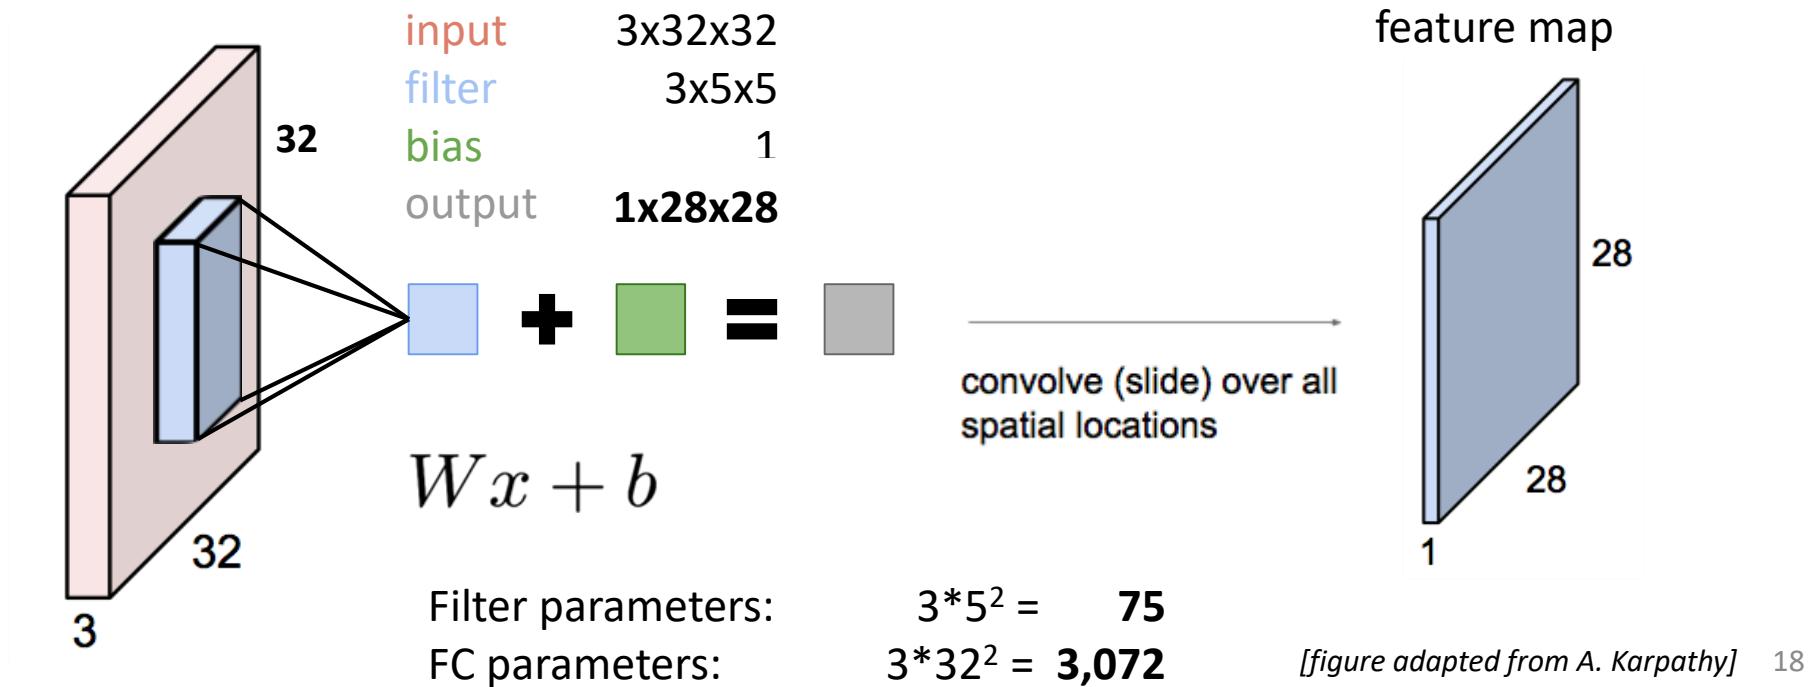 input 3x32x32
filter 3x5x5
bias 1
output 1x28x28
32
32
3
Wx + b
convolve (slide) over all
spatial locations
feature map
28
28
1
Filter parameters: 3*5² = 75
FC parameters: 3*32² = 3,072
[figure adapted from A. Karpathy] 18